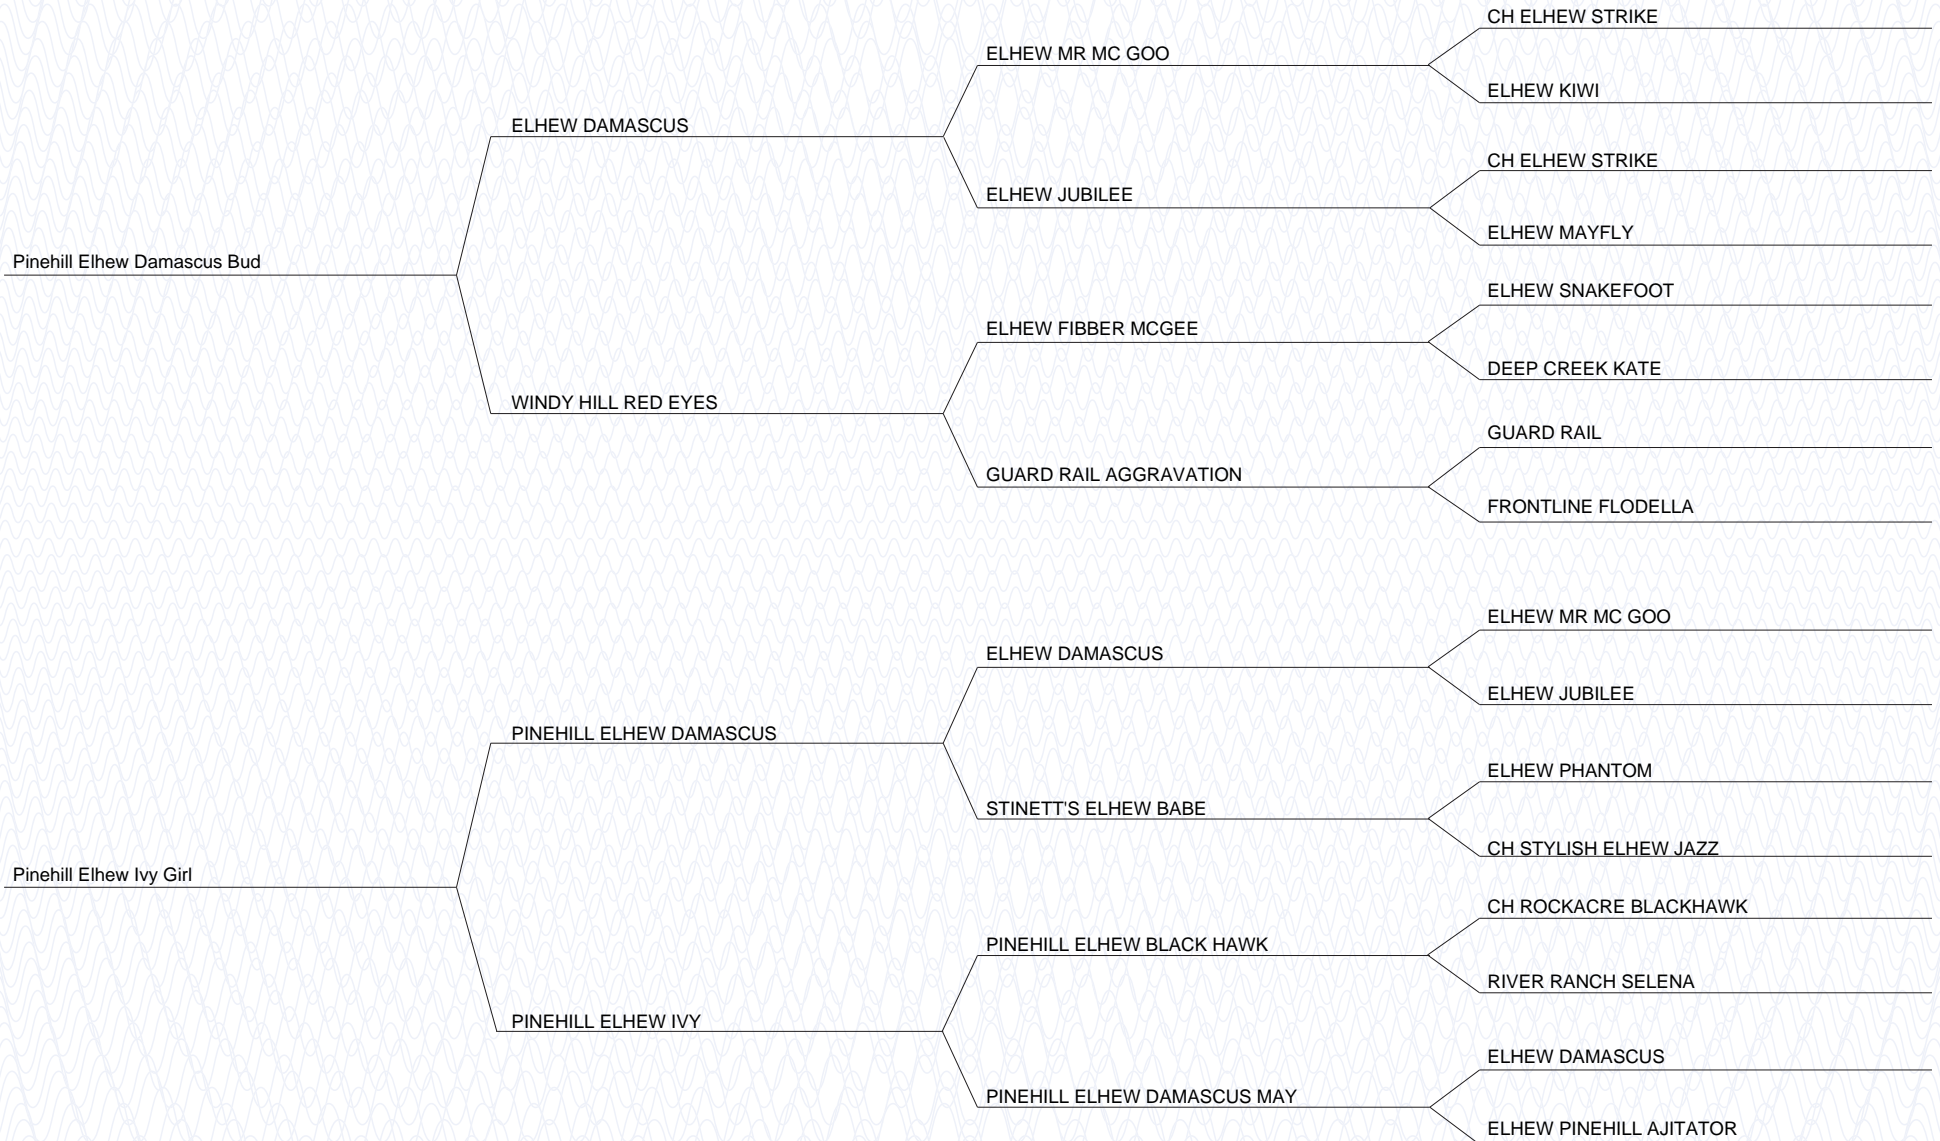 CH ELHEW STRIKE
ELHEW MR MC GOO
ELHEW KIWI
ELHEW DAMASCUS
CH ELHEW STRIKE
ELHEW JUBILEE
ELHEW MAYFLY
Pinehill Elhew Damascus Bud
ELHEW SNAKEFOOT
ELHEW FIBBER MCGEE
DEEP CREEK KATE
WINDY HILL RED EYES
GUARD RAIL
GUARD RAIL AGGRAVATION
FRONTLINE FLODELLA
ELHEW MR MC GOO
ELHEW DAMASCUS
ELHEW JUBILEE
PINEHILL ELHEW DAMASCUS
ELHEW PHANTOM
STINETT'S ELHEW BABE
CH STYLISH ELHEW JAZZ
Pinehill Elhew Ivy Girl
CH ROCKACRE BLACKHAWK
PINEHILL ELHEW BLACK HAWK
RIVER RANCH SELENA
PINEHILL ELHEW IVY
ELHEW DAMASCUS
PINEHILL ELHEW DAMASCUS MAY
ELHEW PINEHILL AJITATOR